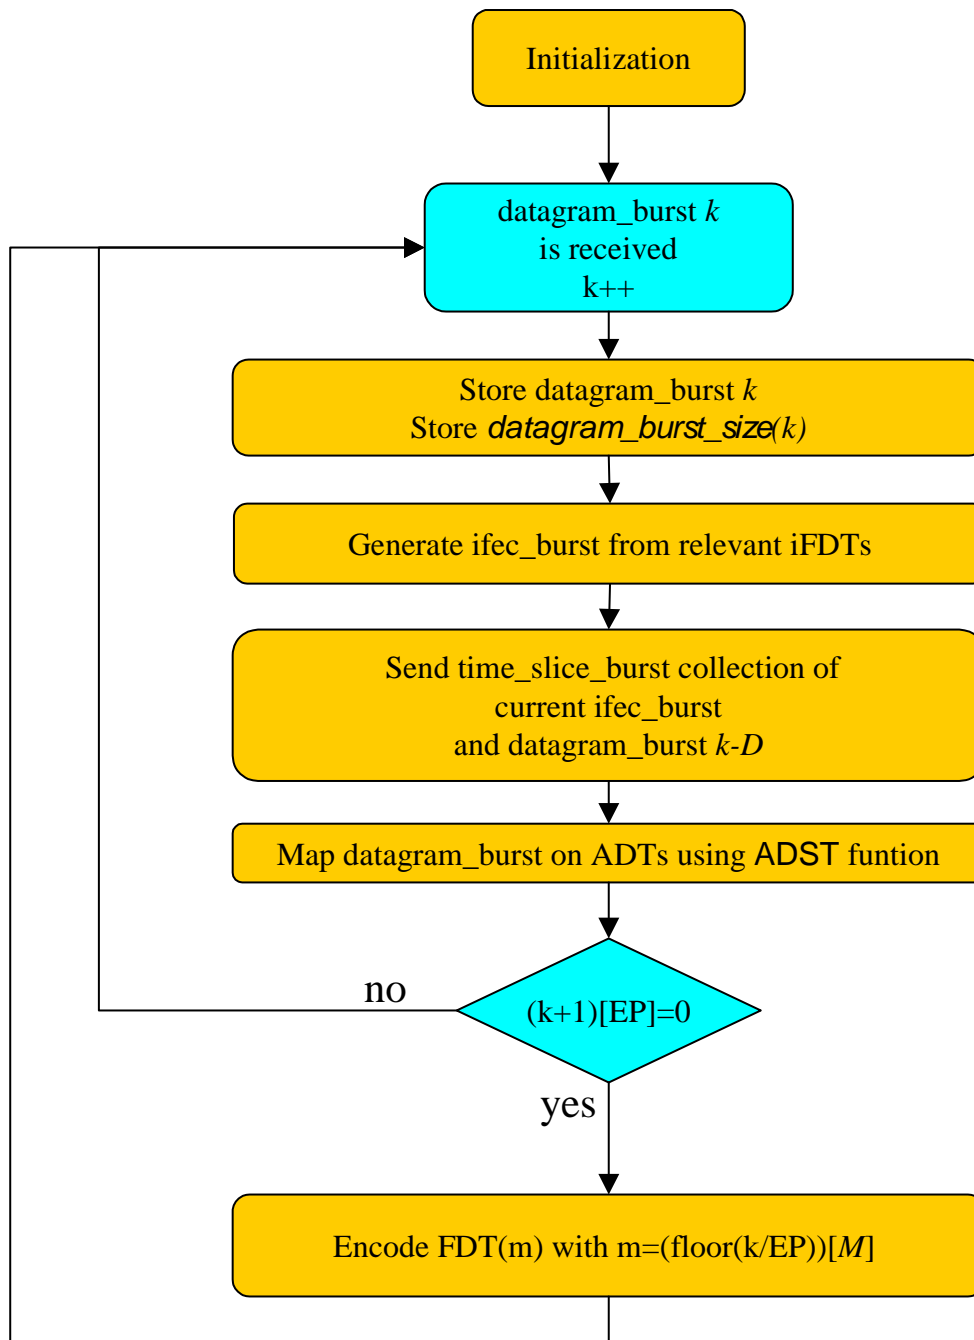 Initialization
datagram_burst k
is received
k++
Store datagram_burst k
Store datagram_burst_size(k)
Generate ifec_burst from relevant iFDTs
Send time_slice_burst collection of
current ifec_burst
and datagram_burst k-D
Map datagram_burst on ADTs using ADST funtion
no
(k+1)[EP]=0
yes
Encode FDT(m) with m=(floor(k/EP))[M]